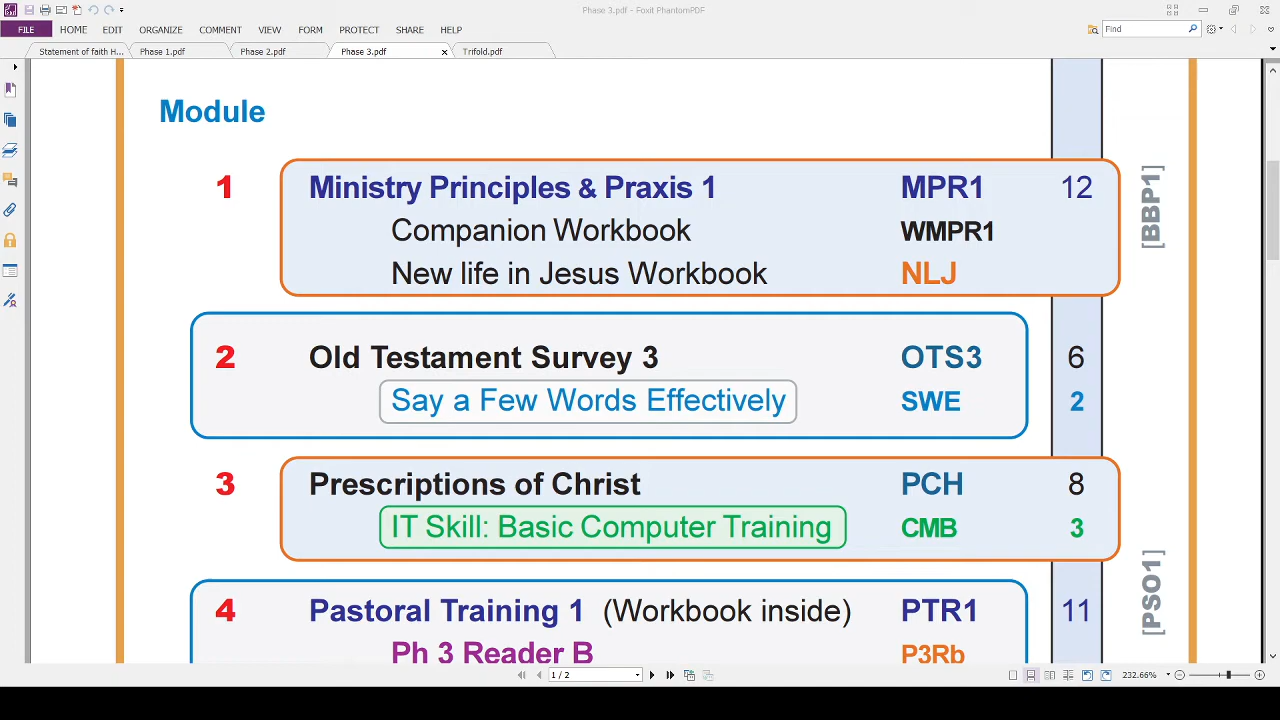 Phase 3.pdf - Foxit PhantomPDF
FILE HOME EDIT ORGANIZE COMMENT VIEW FORM PROTECT SHARE HELP
Find
Statement of faith H... Phase 1.pdf Phase 2.pdf Phase 3.pdf Trifold.pdf
Module
1 Ministry Principles & Praxis 1 MPR1 12
Companion Workbook WMPR1
New life in Jesus Workbook NLJ
[BBP1]
2 Old Testament Survey 3 OTS3 6
Say a Few Words Effectively SWE 2
3 Prescriptions of Christ PCH 8
IT Skill: Basic Computer Training CMB 3
4 Pastoral Training 1 (Workbook inside) PTR1 11
Ph 3 Reader B P3Rb
[PSO1]
1 / 2
232.66%